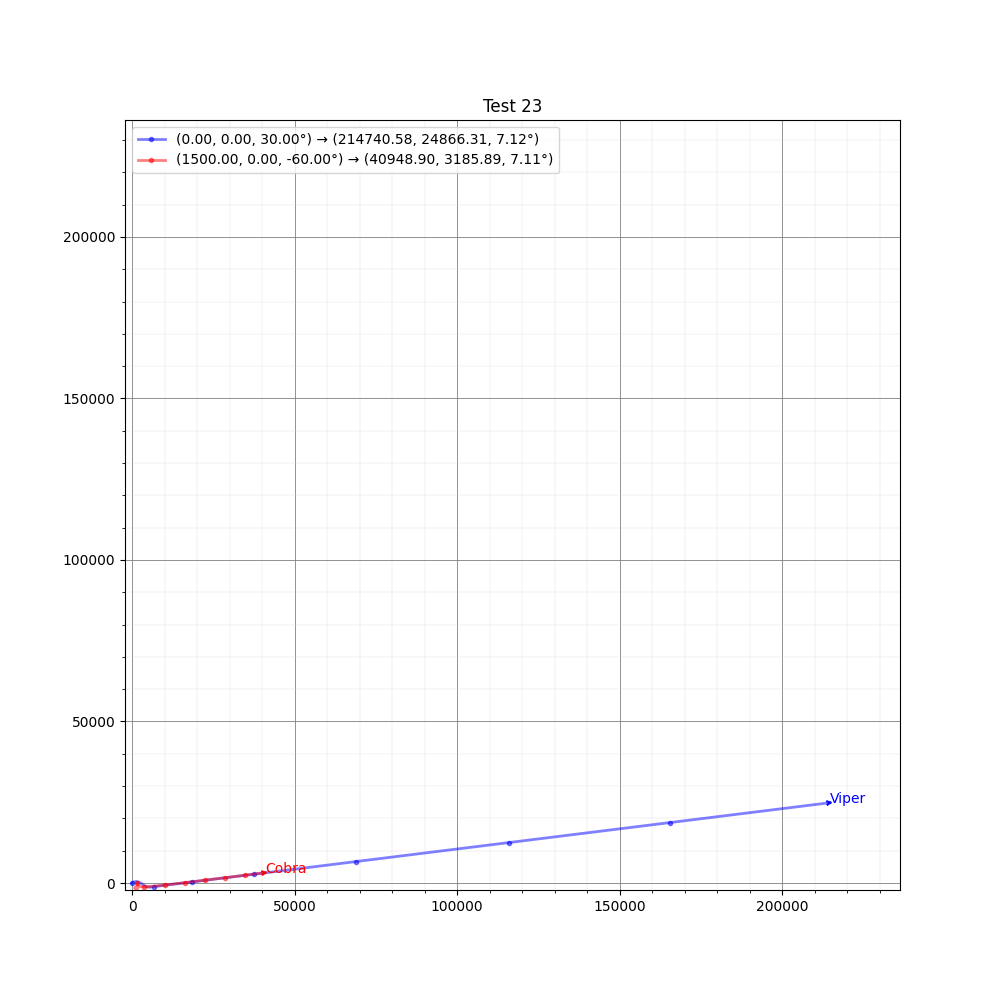 Test 23
(0.00, 0.00, 30.00°) → (214740.58, 24866.31, 7.12°)
(1500.00, 0.00, -60.00°) → (40948.90, 3185.89, 7.11°)
200000
150000
100000
50000
0
Viper
Cobra
0 50000 100000 150000 200000